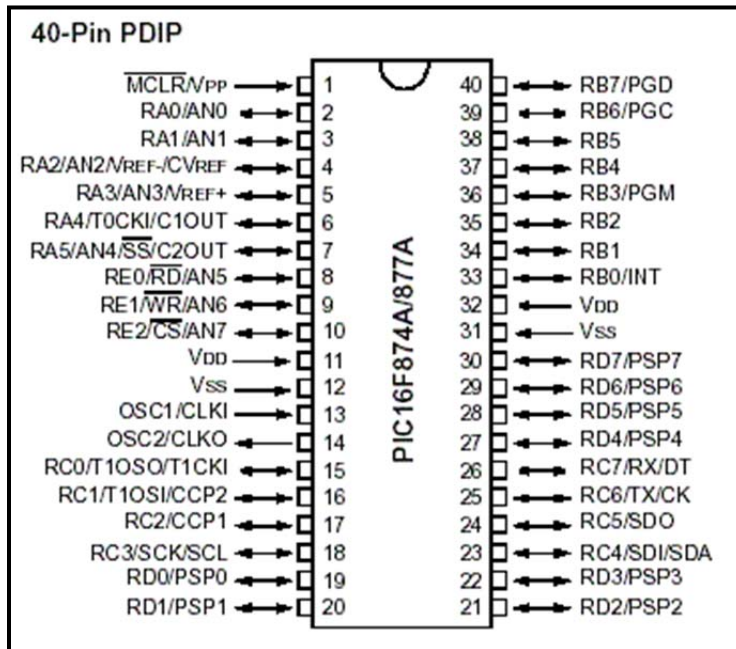 40-Pin PDIP
MCLR/VPP 1 40 RB7/PGD
RA0/AN0 2 39 RB6/PGC
RA1/AN1 3 38 RB5
RA2/AN2/VREF-/CVREF 4 37 RB4
RA3/AN3/VREF+ 5 36 RB3/PGM
RA4/T0CKI/C1OUT 6 35 RB2
RA5/AN4/SS/C2OUT 7 34 RB1
RE0/RD/AN5 8 33 RB0/INT
RE1/WR/AN6 9 32 VDD
RE2/CS/AN7 10 31 VSS
VDD 11 30 RD7/PSP7
VSS 12 29 RD6/PSP6
OSC1/CLKI 13 28 RD5/PSP5
OSC2/CLKO 14 27 RD4/PSP4
RC0/T1OSO/T1CKI 15 26 RC7/RX/DT
RC1/T1OSI/CCP2 16 25 RC6/TX/CK
RC2/CCP1 17 24 RC5/SDO
RC3/SCK/SCL 18 23 RC4/SDI/SDA
RD0/PSP0 19 22 RD3/PSP3
RD1/PSP1 20 21 RD2/PSP2
PIC16F874A/877A